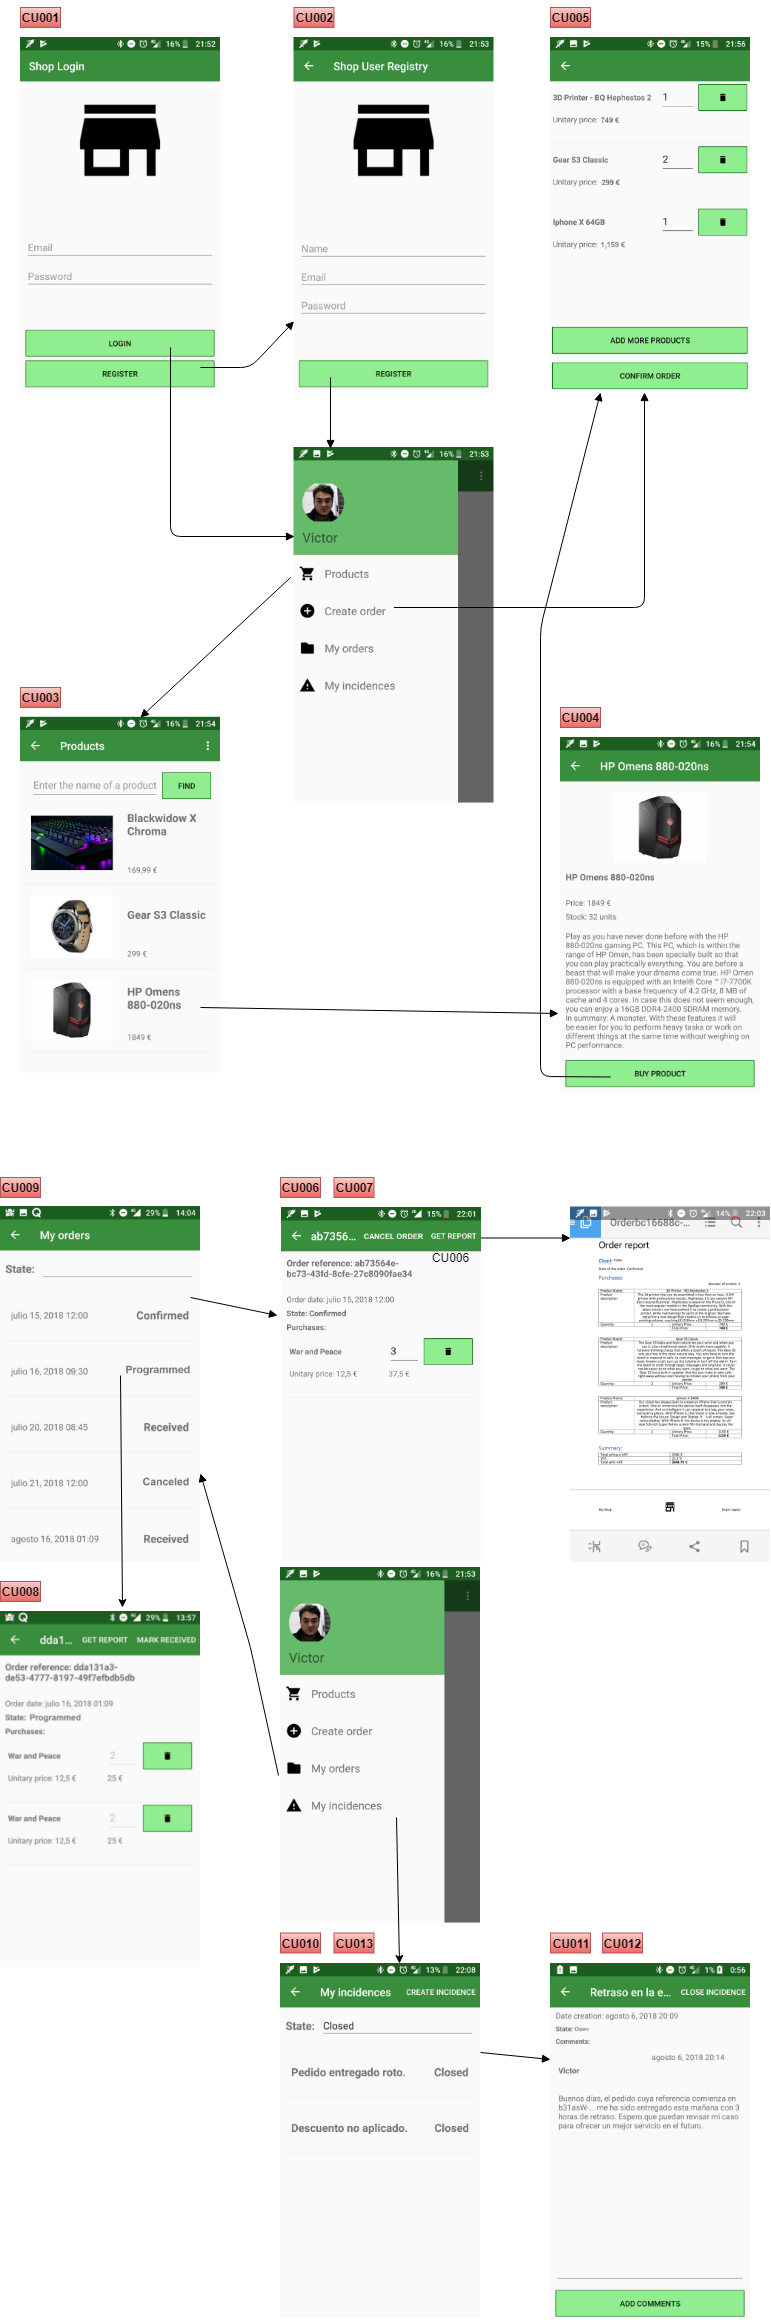 CU001
16% 21:52
Shop Login
Email
Password
LOGIN
REGISTER
CU002
16% 21:53
Shop User Registry
Name
Email
Password
REGISTER
CU005
15% 21:56
3D Printer - BQ Hephestos 2
1
Unitary price: 749 €
Gear S3 Classic
2
Unitary price: 299 €
Iphone X 64GB
1
Unitary price: 1,159 €
ADD MORE PRODUCTS
CONFIRM ORDER
16% 21:53
Victor
Products
Create order
My orders
My incidences
CU003
16% 21:54
Products
Enter the name of a product
FIND
Blackwidow X
Chroma
169,99 €
Gear S3 Classic
299 €
HP Omens
880-020ns
1849 €
CU004
16% 21:54
HP Omens 880-020ns
HP Omens 880-020ns
Price: 1849 €
Stock: 32 units
Play as you have never done before with the HP
880-020ns gaming PC. This PC, which is within the
range of HP Omen, has been specially built so that
you can play practically everything. You are before a
beast that will make your dreams come true. HP Omen
880-020ns is equipped with an Intel® Core ™ i7-7700K
processor with a base frequency of 4.2 GHz, 8 MB of
cache and 4 cores. In case this does not seem enough,
you can enjoy a 16GB DDR4-2400 SDRAM memory.
In summary: A monster. With these features it will
be easier for you to perform heavy tasks or work on
different things at the same time without weighing on
PC performance.
BUY PRODUCT
CU009
29% 14:04
My orders
State:
julio 15, 2018 12:00 Confirmed
julio 16, 2018 09:30 Programmed
julio 20, 2018 08:45 Received
julio 21, 2018 12:00 Canceled
agosto 16, 2018 01:09 Received
CU006 CU007
15% 22:01
ab7356... CANCEL ORDER GET REPORT
CU006
Order reference: ab73564e-
bc73-43fd-8cfe-27c8090fae34
Order date: julio 15, 2018 12:00
State: Confirmed
Purchases:
War and Peace
3
Unitary price: 12,5 € 37,5 €
14% 22:03
Orderbc16688c-...
Order report
Client: Victor
State of the order: Confirmed
Purchases:
Number of entries: 3
Summary:
My Shop
Order report
CU008
29% 13:57
dda1... GET REPORT MARK RECEIVED
Order reference: dda131a3-
de53-4777-8197-49f7efbdb5db
Order date: julio 16, 2018 01:09
State: Programmed
Purchases:
War and Peace
2
Unitary price: 12,5 € 25 €
War and Peace
2
Unitary price: 12,5 € 25 €
16% 21:53
Victor
Products
Create order
My orders
My incidences
CU010 CU013
13% 22:08
My incidences CREATE INCIDENCE
State: Closed
Pedido entregado roto. Closed
Descuento no aplicado. Closed
CU011 CU012
1% 0:56
Retraso en la e... CLOSE INCIDENCE
Date creation: agosto 6, 2018 20:09
State: Open
Comments:
agosto 6, 2018 20:14
Victor
Buenos días, el pedido cuya referencia comienza en
b31asW-... me ha sido entregado esta mañana con 3
horas de retraso. Espero que puedan revisar mi caso
para ofrecer un mejor servicio en el futuro.
ADD COMMENTS